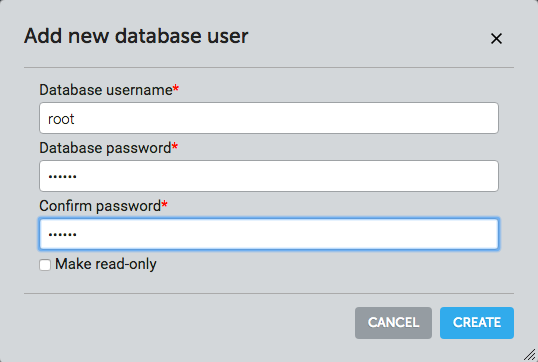 Add new database user
×
Database username*
root
Database password*
••••••
Confirm password*
••••••
Make read-only
CANCEL
CREATE